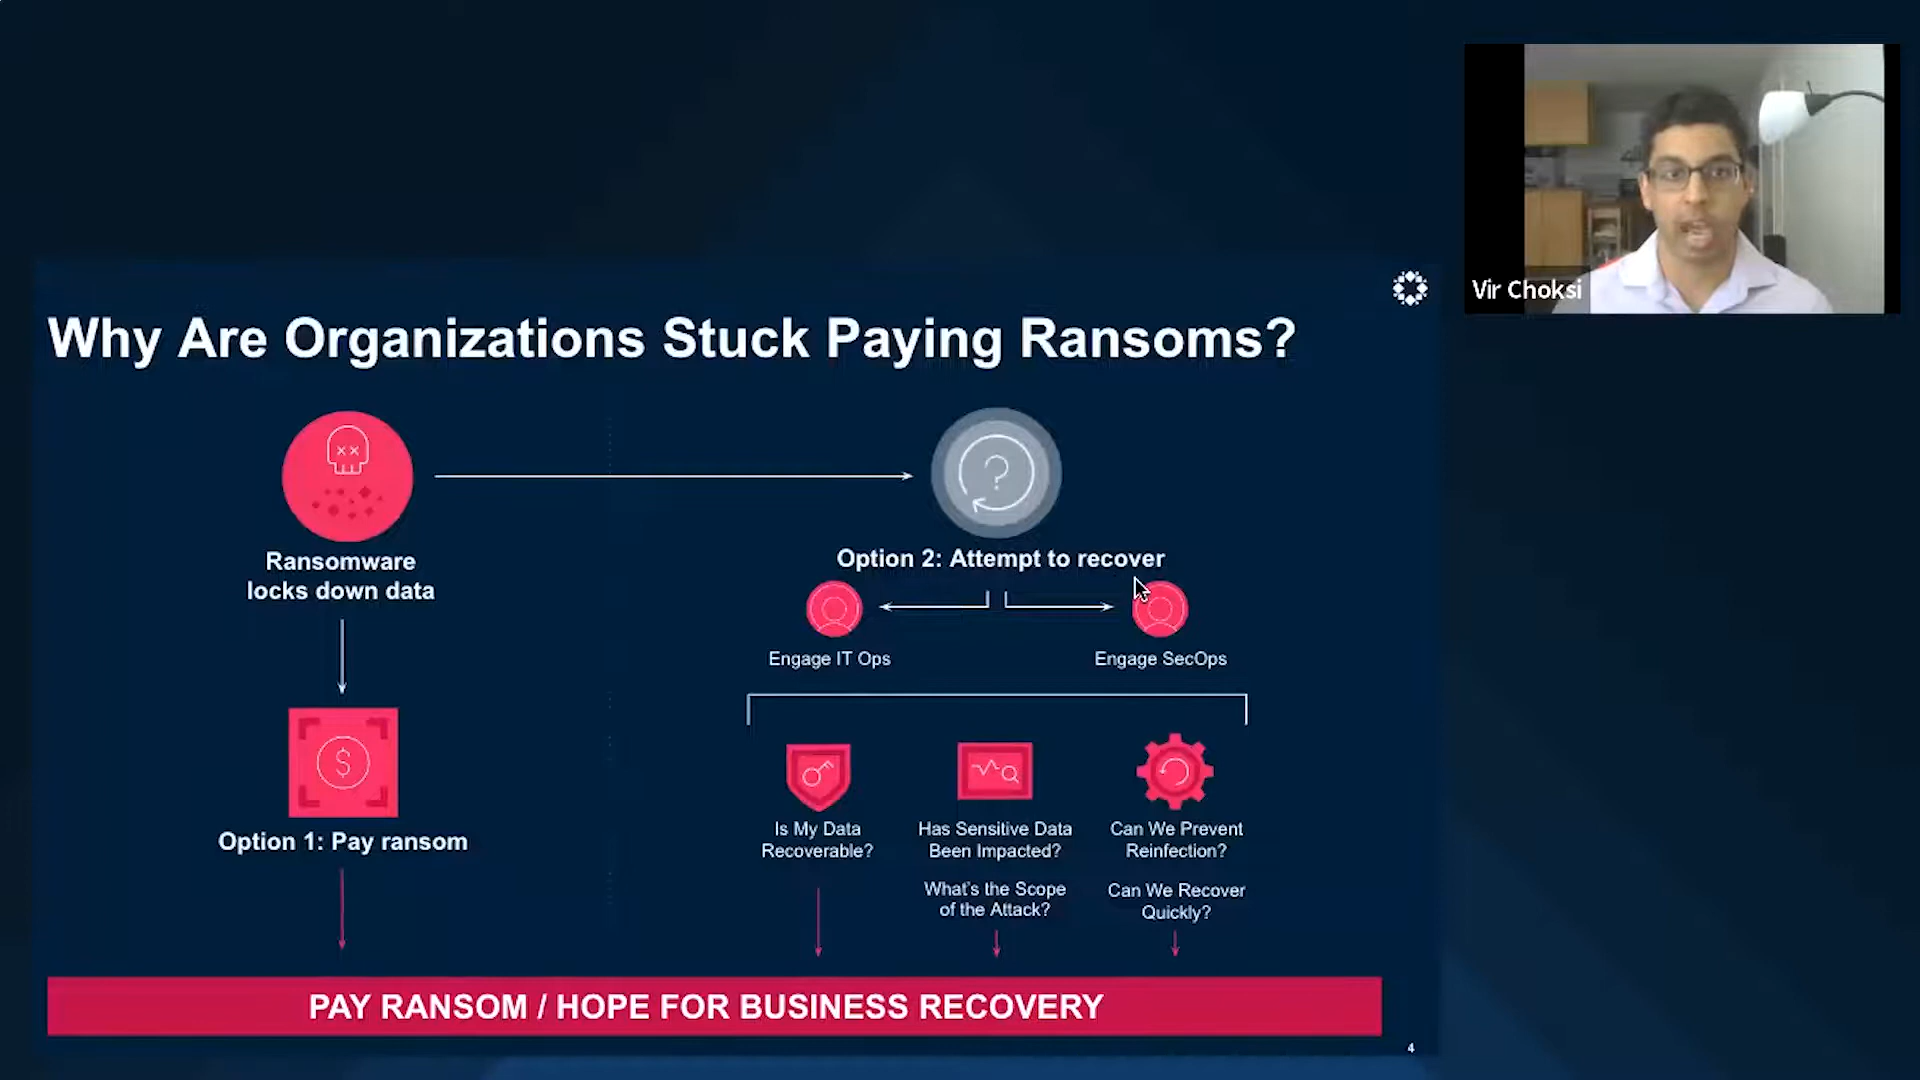 Vir Choksi
Why Are Organizations Stuck Paying Ransoms?
Ransomware
locks down data
Option 1: Pay ransom
Option 2: Attempt to recover
Engage IT Ops
Engage SecOps
Is My Data
Recoverable?
Has Sensitive Data
Been Impacted?
What's the Scope
of the Attack?
Can We Prevent
Reinfection?
Can We Recover
Quickly?
PAY RANSOM / HOPE FOR BUSINESS RECOVERY
4